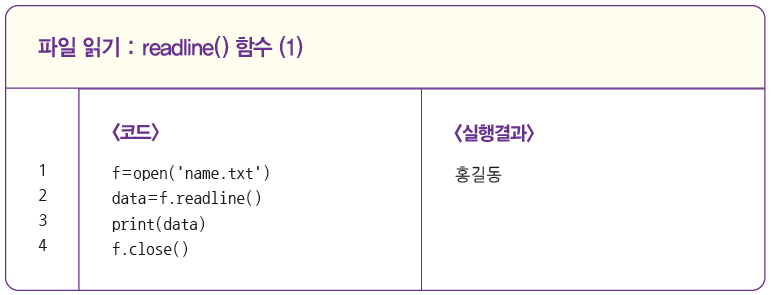 파일 읽기 : readline() 함수 (1)
<코드>
<실행결과>
1 f=open('name.txt')
홍길동
2 data=f.readline()
3 print(data)
4 f.close()